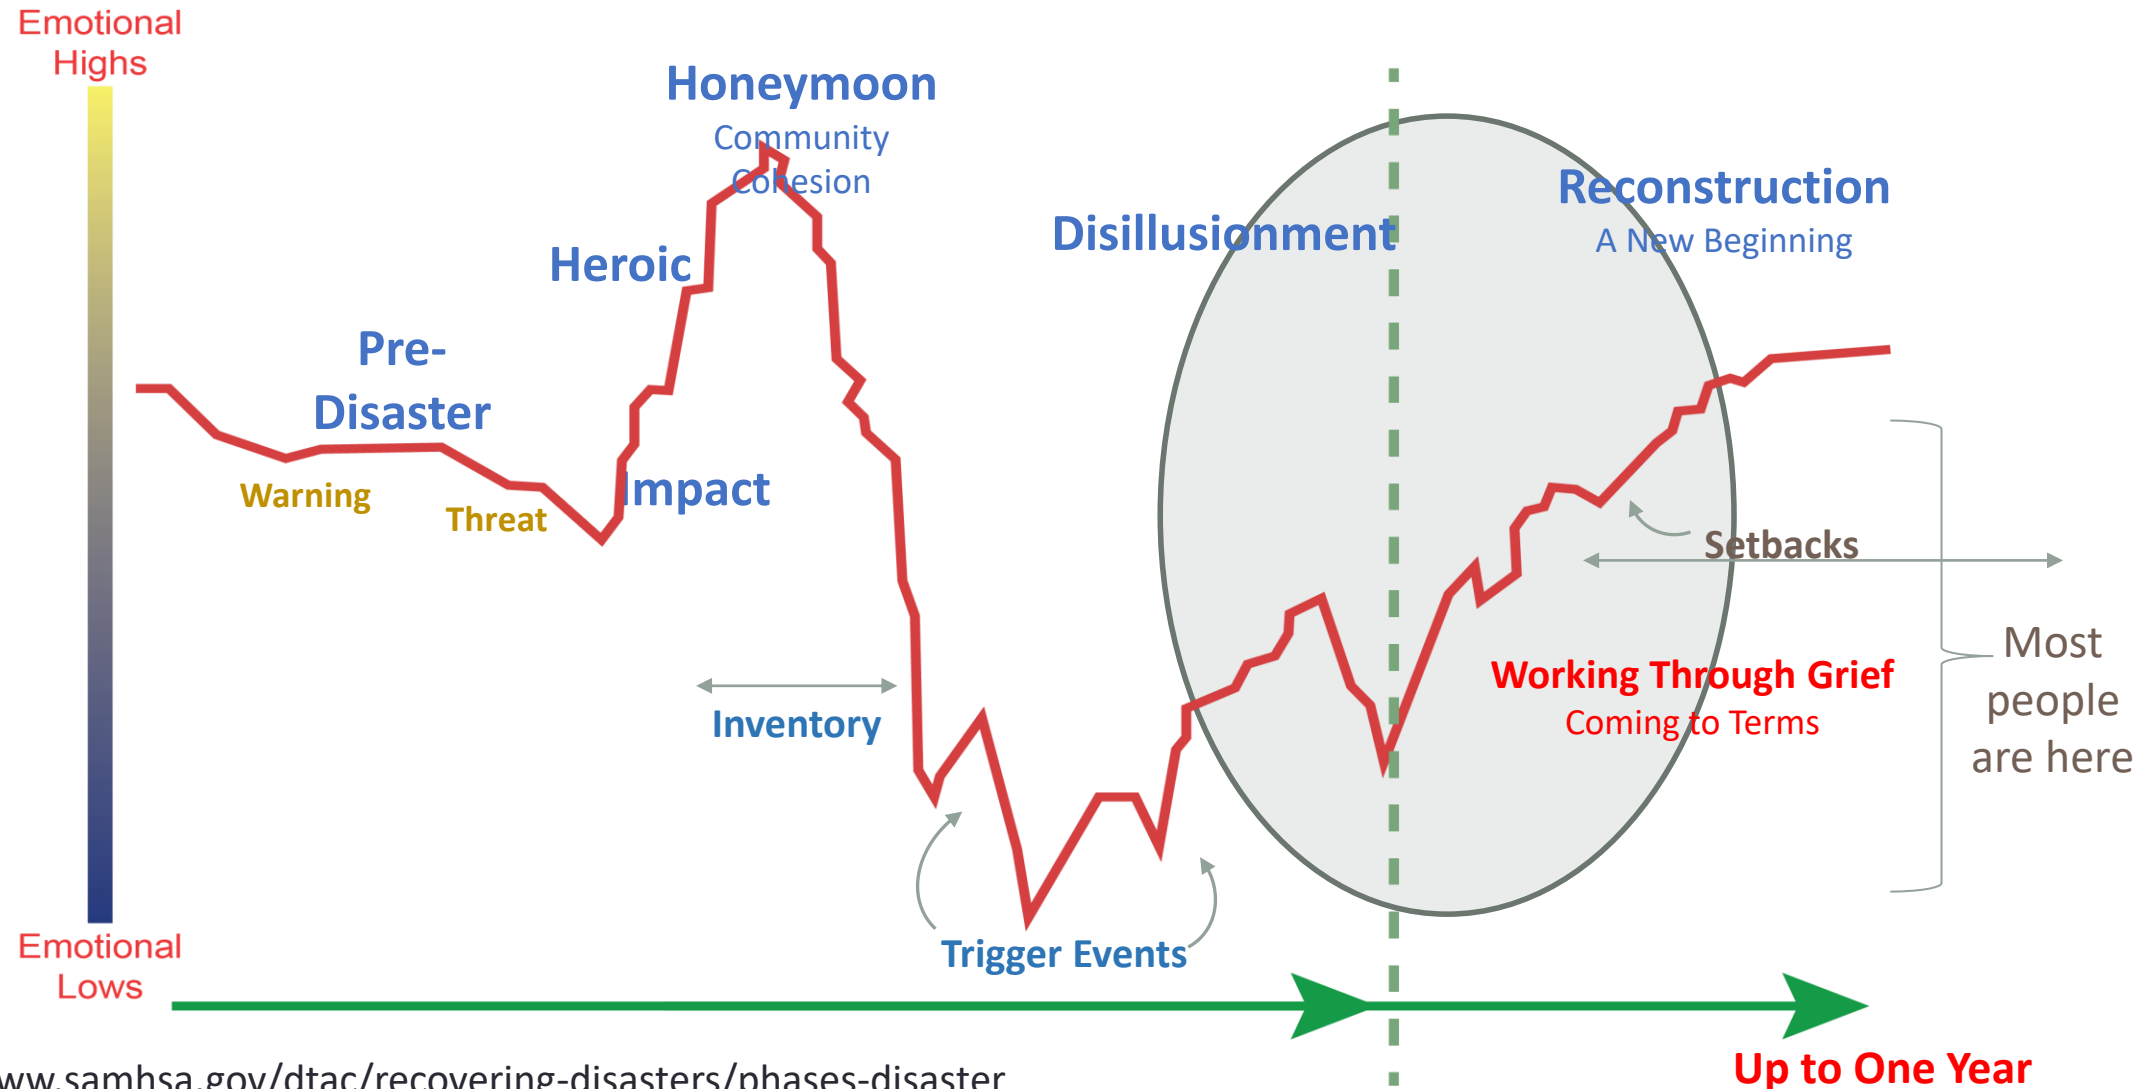 Emotional
Highs
Honeymoon
Community
Cohesion
Heroic
Pre-
Disaster
Warning
Threat
Impact
Inventory
Disillusionment
Reconstruction
A New Beginning
Setbacks
Working Through Grief
Coming to Terms
Most
people
are here
Trigger Events
Emotional
Lows
ww.samhsa.gov/dtac/recovering-disasters/phases-disaster
Up to One Year